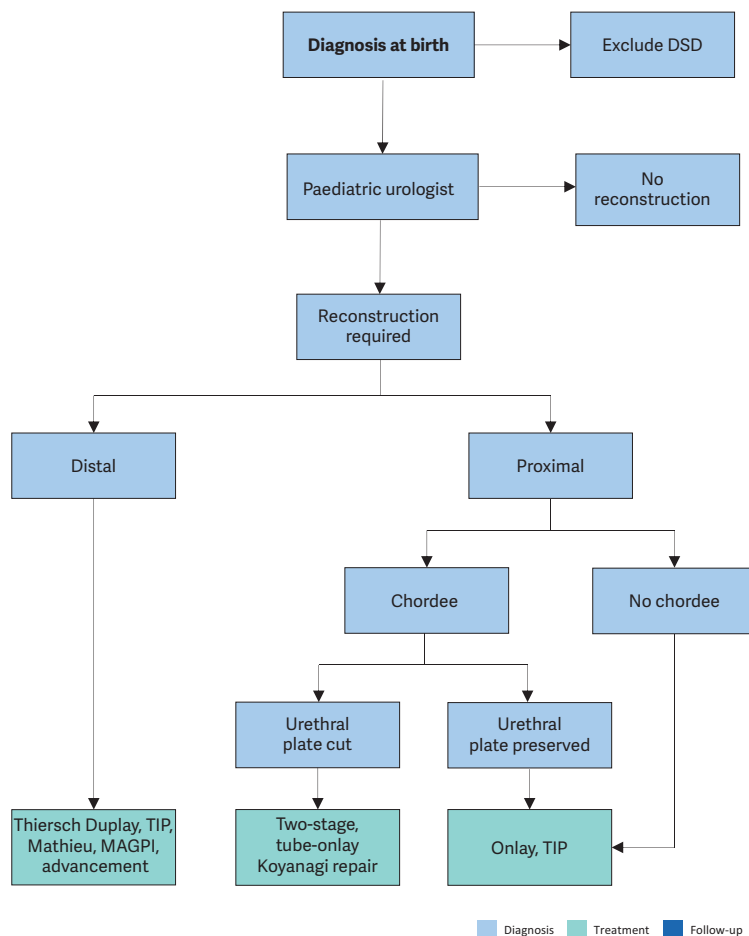 Diagnosis at birth
Exclude DSD
Paediatric urologist
No
reconstruction
Reconstruction
required
Distal
Proximal
Chordee
No chordee
Urethral
plate cut
Urethral
plate preserved
Thiersch Duplay, TIP,
Mathieu, MAGPI,
advancement
Two-stage,
tube-onlay
Koyanagi repair
Onlay, TIP
Diagnosis
Treatment
Follow-up